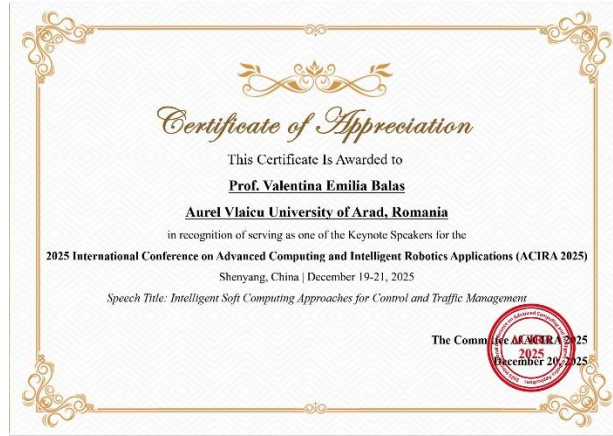 Certificate of Appreciation
This Certificate Is Awarded to
Prof. Valentina Emilia Balas
Aurel Vlaicu University of Arad, Romania
in recognition of serving as one of the Keynote Speakers for the
2025 International Conference on Advanced Computing and Intelligent Robotics Applications (ACIRA 2025)
Shenyang, China | December 19-21, 2025
Speech Title: Intelligent Soft Computing Approaches for Control and Traffic Management
The Committee of ACIRA 2025
December 20, 2025
ACIRA
2025